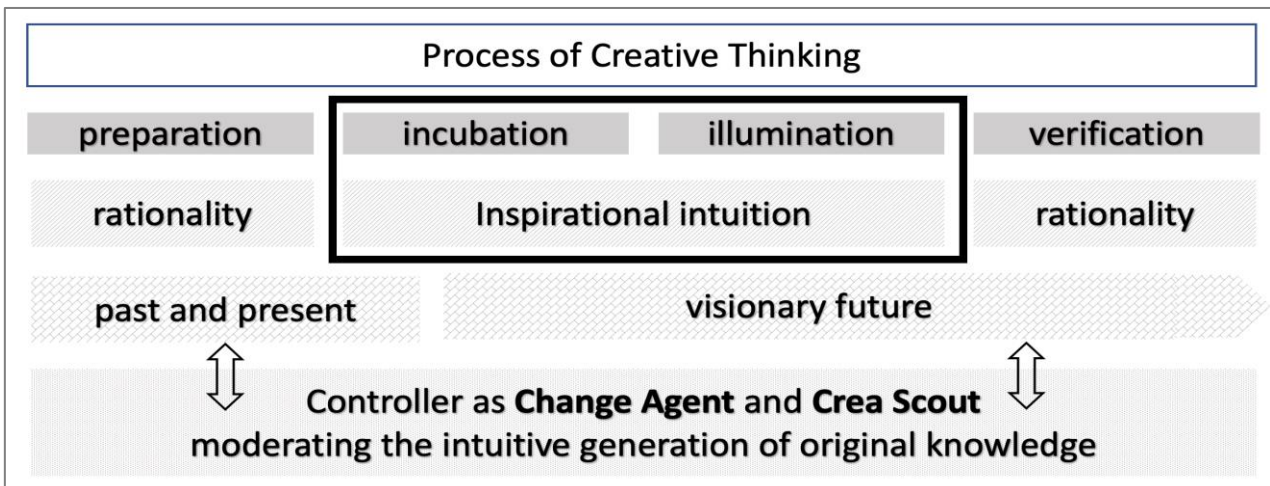 Process of Creative Thinking
preparation incubation illumination verification
rationality Inspirational intuition rationality
past and present visionary future
Controller as Change Agent and Crea Scout
moderating the intuitive generation of original knowledge